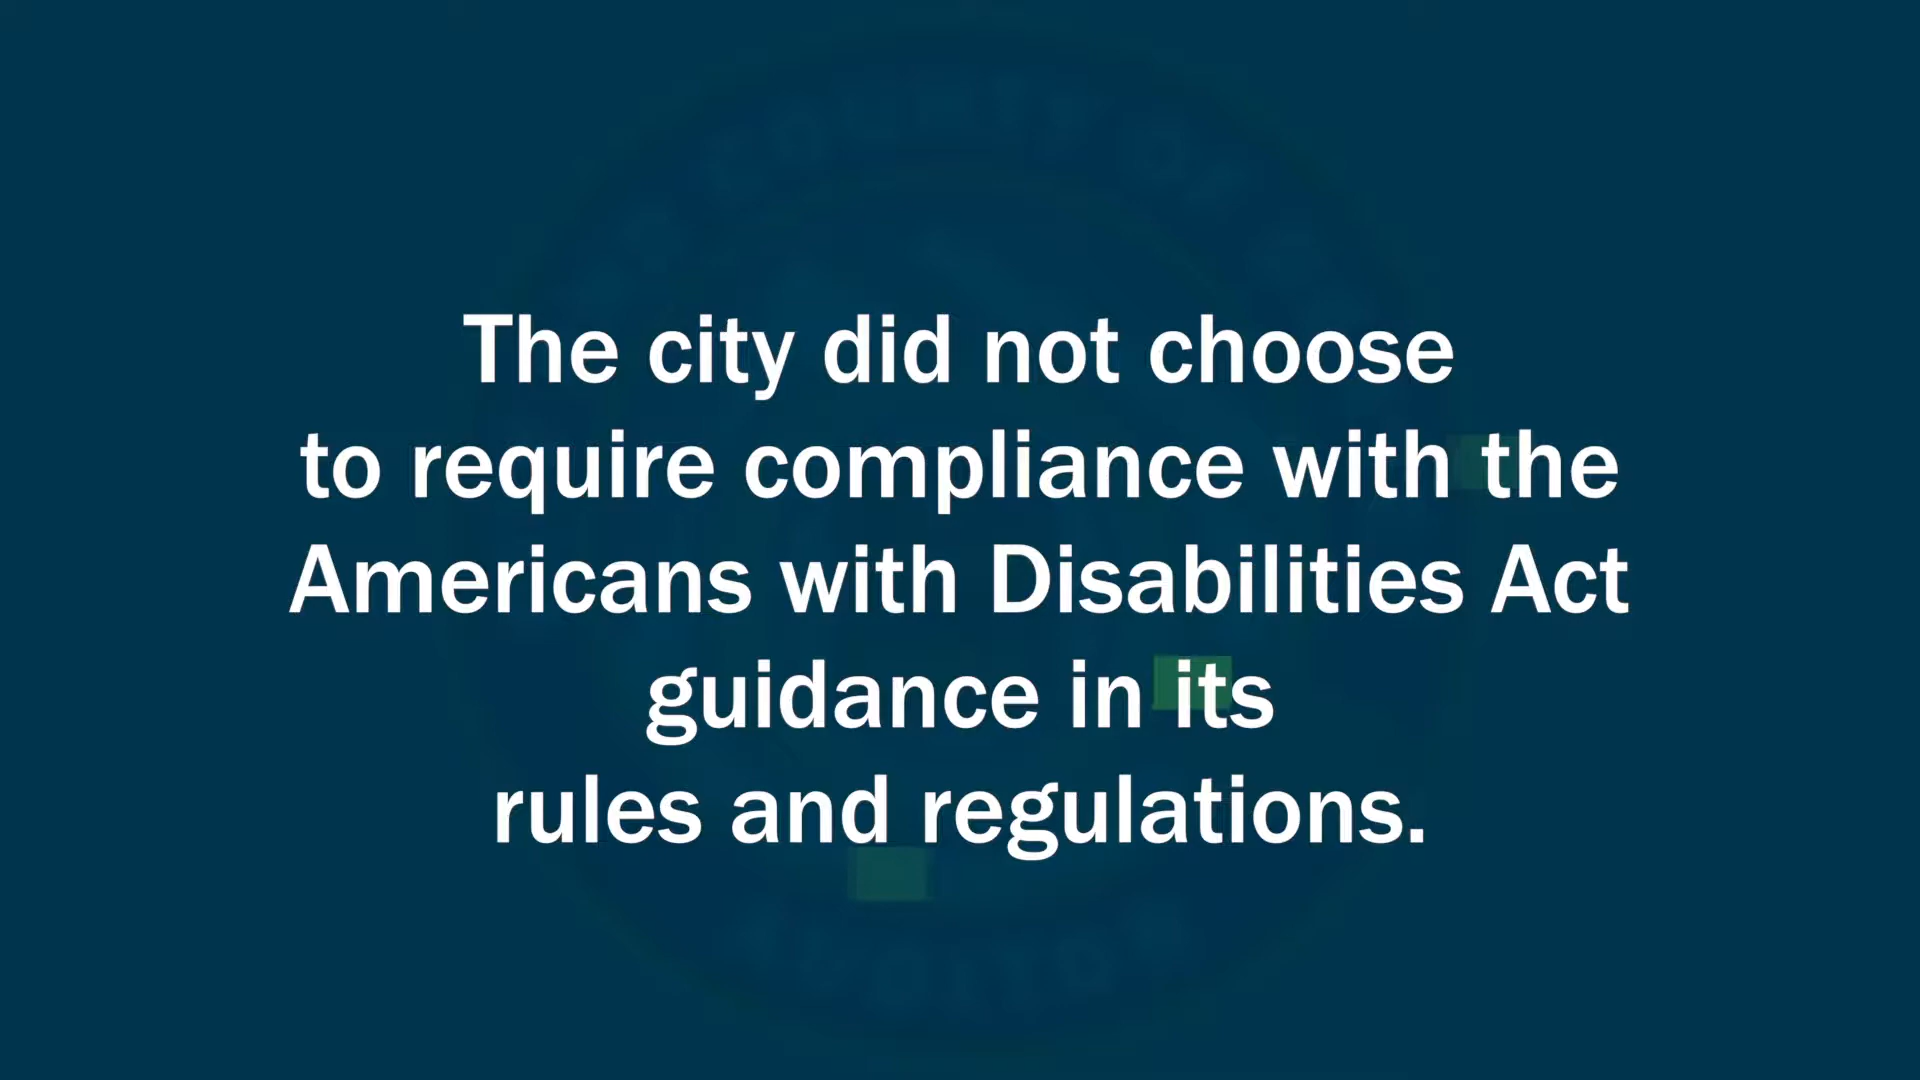 The city did not choose
to require compliance with the
Americans with Disabilities Act
guidance in its
rules and regulations.